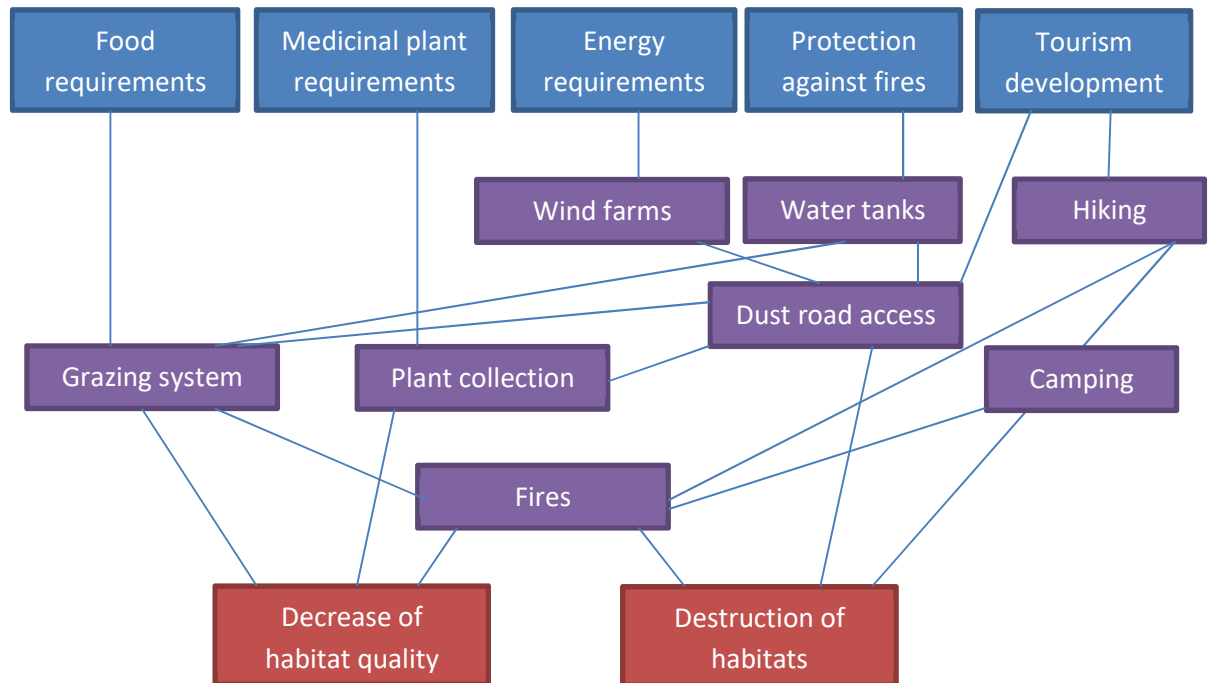 Food
requirements
Medicinal plant
requirements
Energy
requirements
Protection
against fires
Tourism
development
Wind farms
Water tanks
Hiking
Dust road access
Grazing system
Plant collection
Camping
Fires
Decrease of
habitat quality
Destruction of
habitats